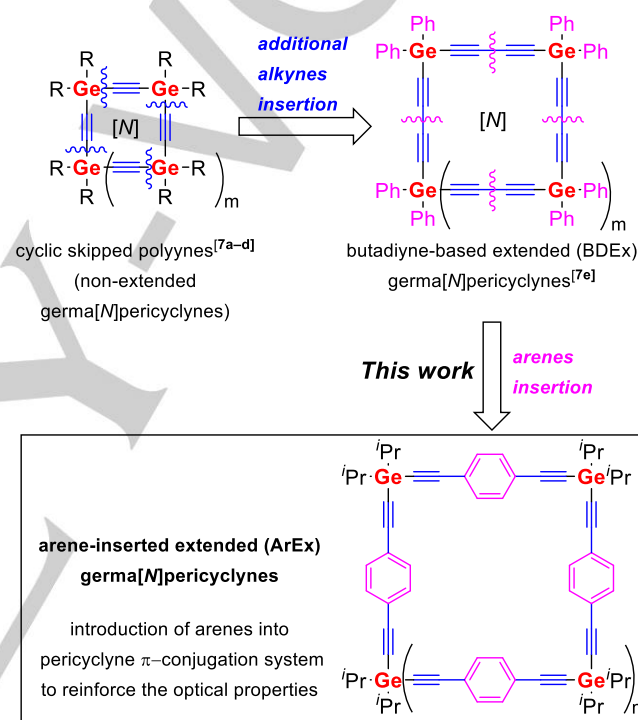 R R
R Ge Ge R
[N]
R Ge Ge R
R R m
additional
alkynes
insertion
Ph Ph
Ph Ge Ge Ph
[N]
Ph Ge Ge Ph
Ph Ph m
cyclic skipped polyynes[7a–d]
(non-extended
germa[N]pericyclynes)
butadiyne-based extended (BDEx)
germa[N]pericyclynes[7e]
This work
arenes
insertion
iPr iPr
iPr Ge Ge iPr
arene-inserted extended (ArEx)
germa[N]pericyclynes
introduction of arenes into
pericyclyne π–conjugation system
to reinforce the optical properties
iPr Ge Ge iPr
iPr iPr